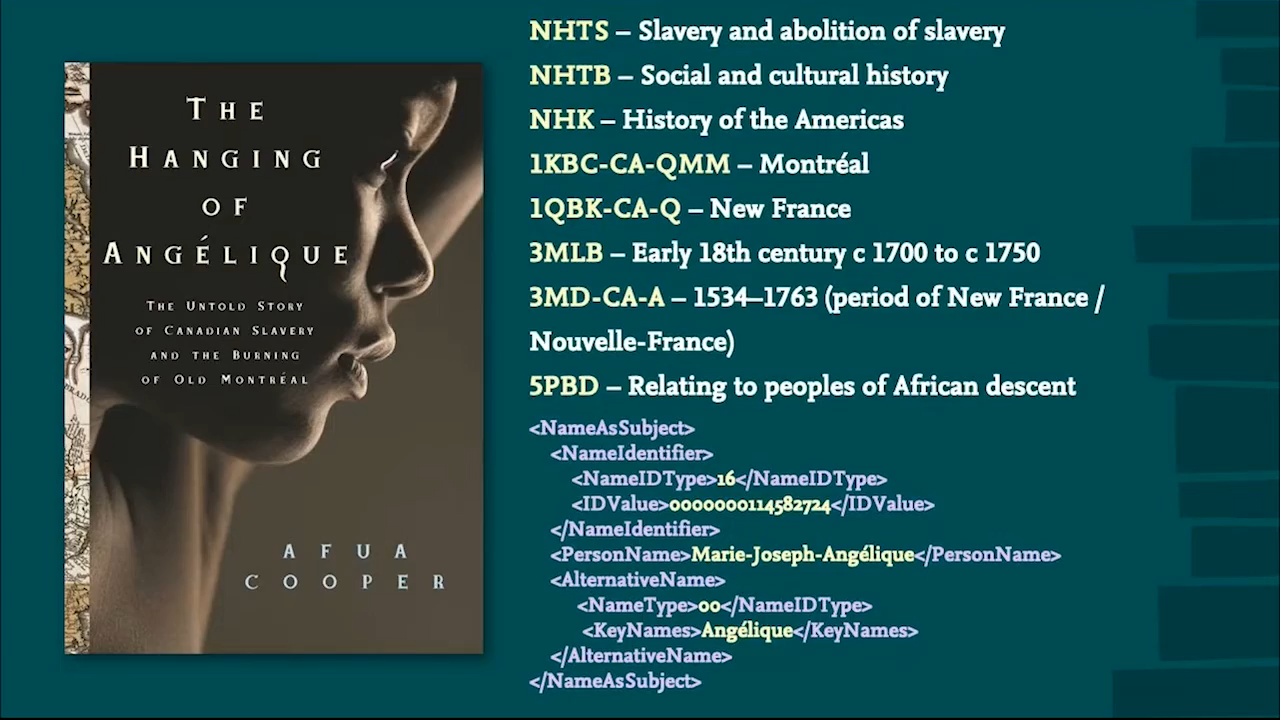 THE
HANGING
OF
ANGÉLIQUE
THE UNTOLD STORY
OF CANADIAN SLAVERY
AND THE BURNING
OF OLD MONTRÉAL
AFUA
COOPER
NHTS – Slavery and abolition of slavery
NHTB – Social and cultural history
NHK – History of the Americas
1KBC-CA-QMM – Montréal
1QBK-CA-Q – New France
3MLB – Early 18th century c 1700 to c 1750
3MD-CA-A – 1534–1763 (period of New France /
Nouvelle-France)
5PBD – Relating to peoples of African descent
<NameAsSubject>
<NameIdentifier>
<NameIDType>16</NameIDType>
<IDValue>0000000114582724</IDValue>
</NameIdentifier>
<PersonName>Marie-Joseph-Angélique</PersonName>
<AlternativeName>
<NameType>00</NameIDType>
<KeyNames>Angélique</KeyNames>
</AlternativeName>
</NameAsSubject>